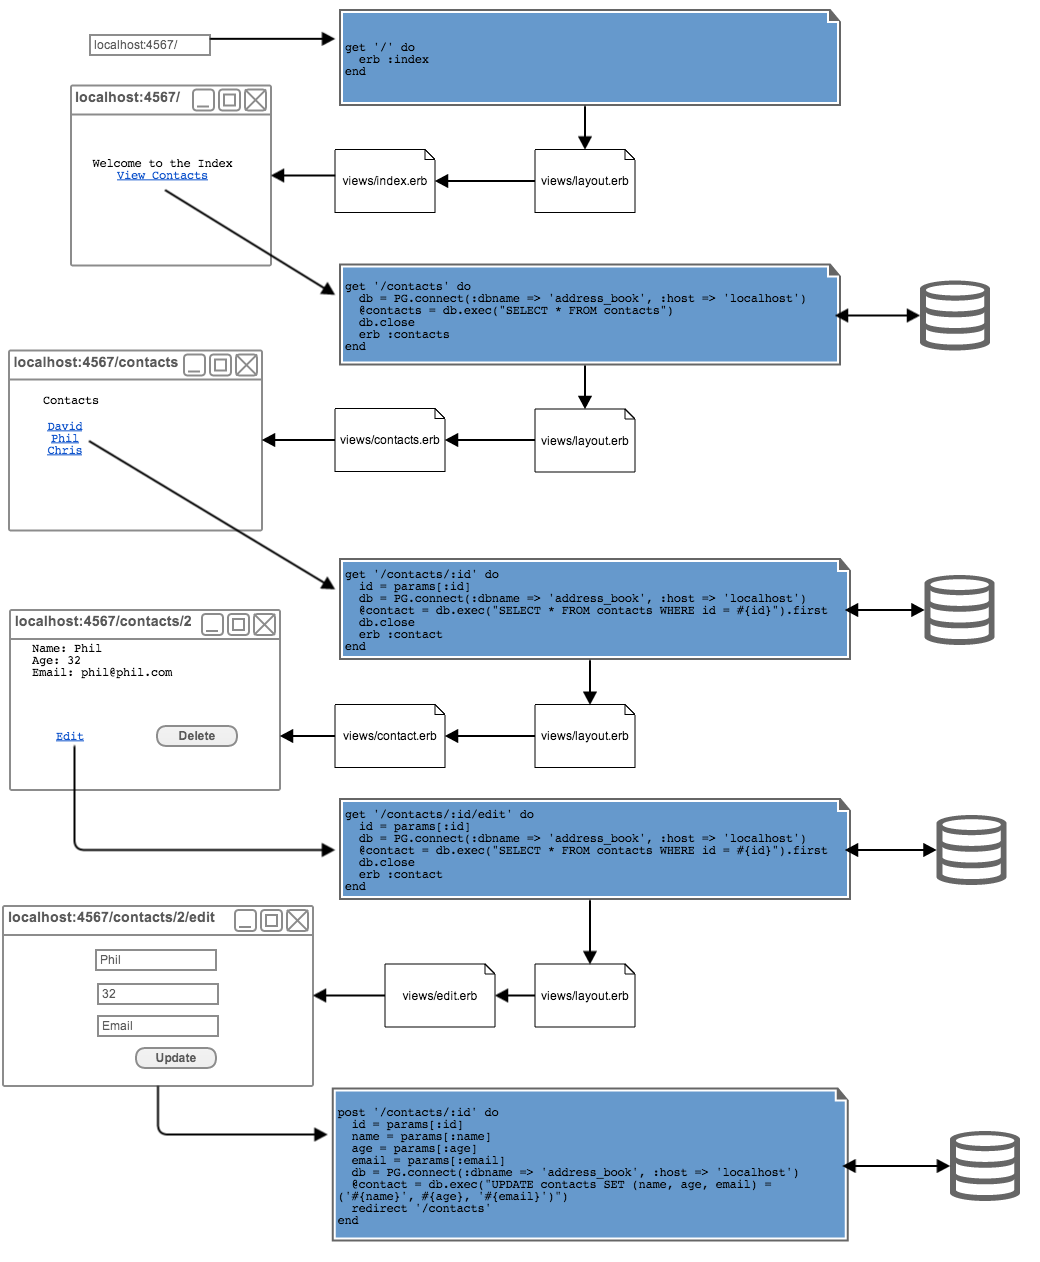 localhost:4567/
get '/' do
  erb :index
end
localhost:4567/
Welcome to the Index
View Contacts
views/index.erb
views/layout.erb
get '/contacts' do
  db = PG.connect(:dbname => 'address_book', :host => 'localhost')
  @contacts = db.exec("SELECT * FROM contacts")
  db.close
  erb :contacts
end
localhost:4567/contacts
Contacts
David
Phil
Chris
views/contacts.erb
views/layout.erb
get '/contacts/:id' do
  id = params[:id]
  db = PG.connect(:dbname => 'address_book', :host => 'localhost')
  @contact = db.exec("SELECT * FROM contacts WHERE id = #{id}").first
  db.close
  erb :contact
end
localhost:4567/contacts/2
Name: Phil
Age: 32
Email: phil@phil.com
Edit
Delete
views/contact.erb
views/layout.erb
get '/contacts/:id/edit' do
  id = params[:id]
  db = PG.connect(:dbname => 'address_book', :host => 'localhost')
  @contact = db.exec("SELECT * FROM contacts WHERE id = #{id}").first
  db.close
  erb :contact
end
localhost:4567/contacts/2/edit
Phil
32
Email
Update
views/edit.erb
views/layout.erb
post '/contacts/:id' do
  id = params[:id]
  name = params[:name]
  age = params[:age]
  email = params[:email]
  db = PG.connect(:dbname => 'address_book', :host => 'localhost')
  @contact = db.exec("UPDATE contacts SET (name, age, email) =
('#{name}', #{age}, '#{email}')")
  redirect '/contacts'
end